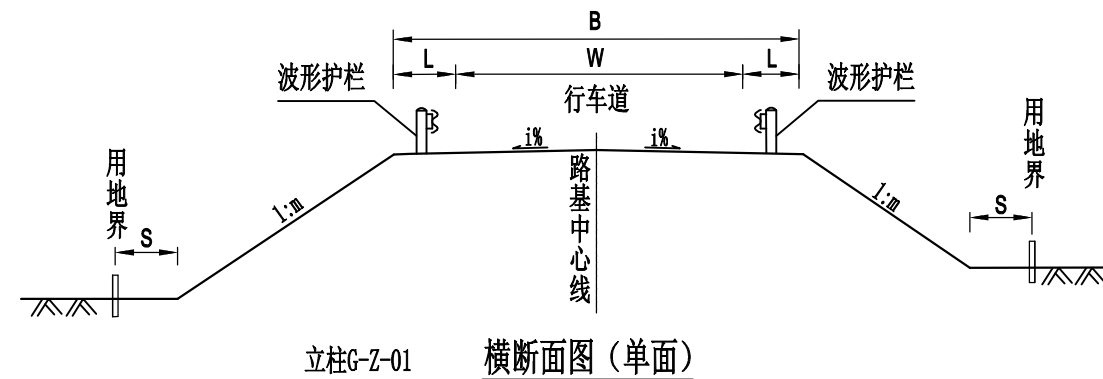 B
L
W
L
波形护栏
波形护栏
行车道
i%
i%
用地界
用地界
路基中心线
1:m
1:m
S
S
立柱G-Z-01
横断面图（单面）